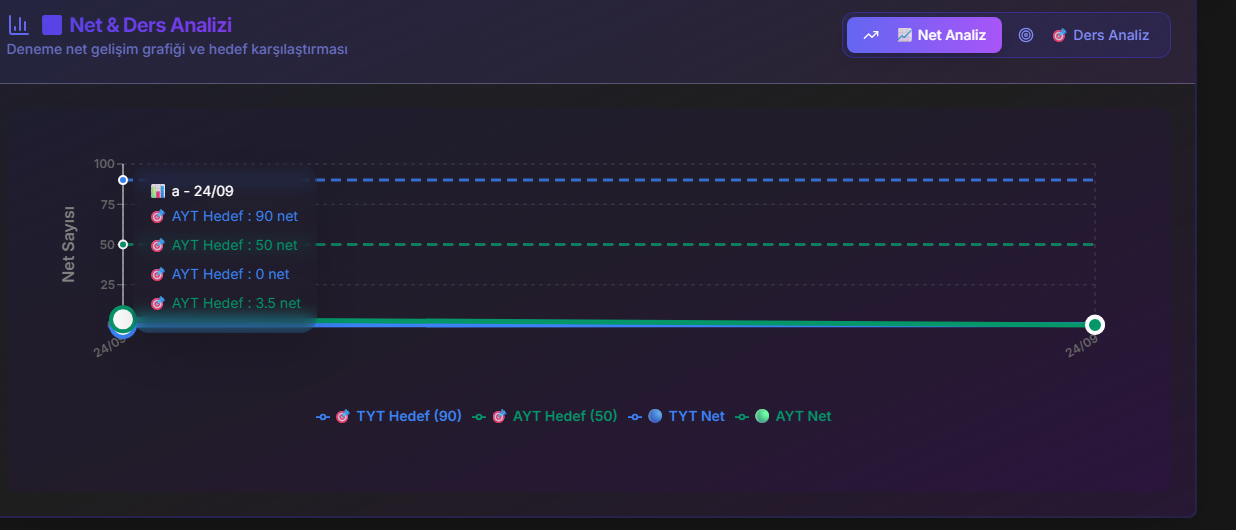 Net & Ders Analizi
Deneme net gelişim grafiği ve hedef karşılaştırması
Net Analiz
Ders Analiz
Net Sayısı
100
75
50
25
a - 24/09
AYT Hedef : 90 net
AYT Hedef : 50 net
AYT Hedef : 0 net
AYT Hedef : 3.5 net
24/09
24/09
TYT Hedef (90) AYT Hedef (50) TYT Net AYT Net